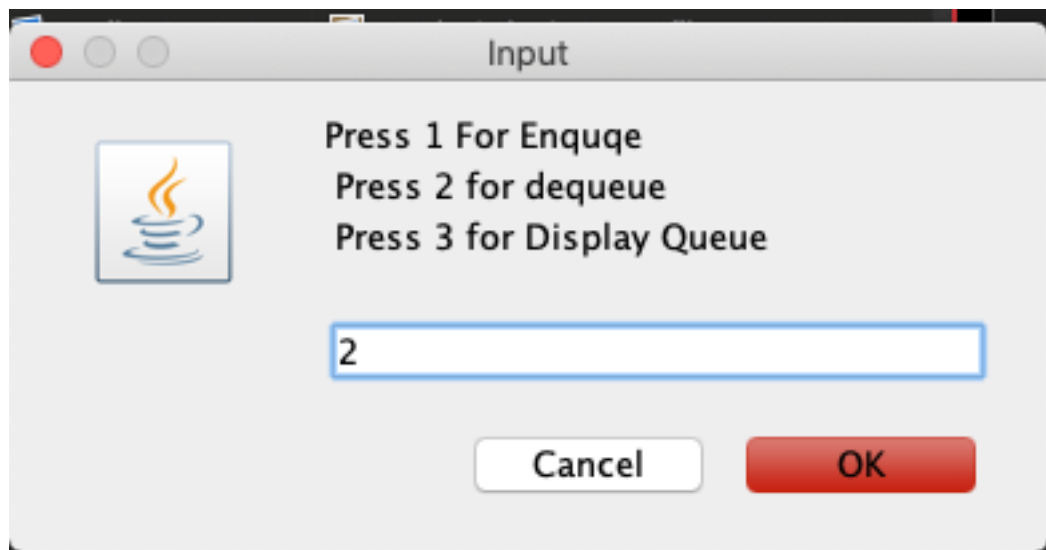 Input
Press 1 For Enquqe
Press 2 for dequeue
Press 3 for Display Queue
2
Cancel OK